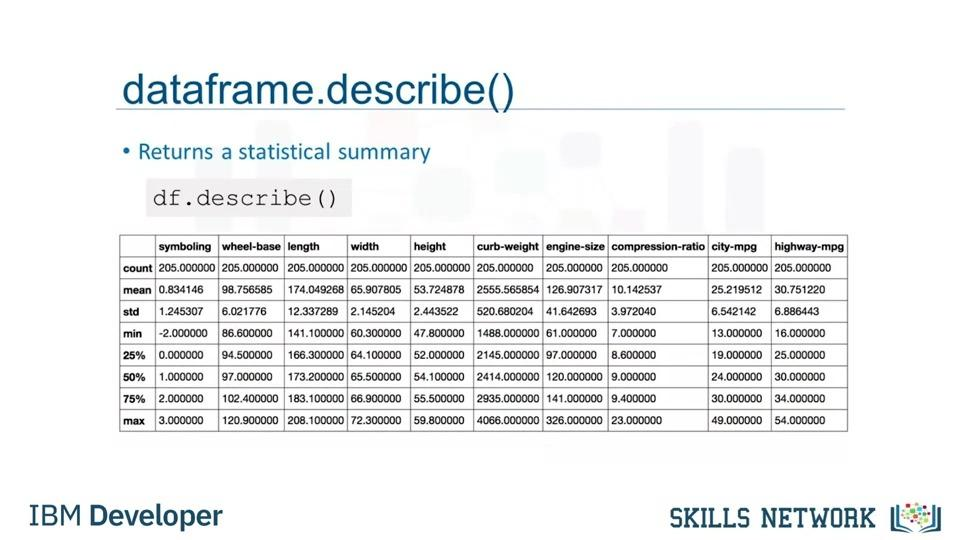 dataframe.describe()
• Returns a statistical summary
df.describe()
symboling wheel-base length width height curb-weight engine-size compression-ratio city-mpg highway-mpg
count 205.000000 205.000000 205.000000 205.000000 205.000000 205.000000 205.000000 205.000000 205.000000 205.000000
mean 0.834146 98.756585 174.049268 65.907805 53.724878 2555.565854 126.907317 10.142537 25.219512 30.751220
std 1.245307 6.021776 12.337289 2.145204 2.443522 520.680204 41.642693 3.972040 6.542142 6.886443
min -2.000000 86.600000 141.100000 60.300000 47.800000 1488.000000 61.000000 7.000000 13.000000 16.000000
25% 0.000000 94.500000 166.300000 64.100000 52.000000 2145.000000 97.000000 8.600000 19.000000 25.000000
50% 1.000000 97.000000 173.200000 65.500000 54.100000 2414.000000 120.000000 9.000000 24.000000 30.000000
75% 2.000000 102.400000 183.100000 66.900000 55.500000 2935.000000 141.000000 9.400000 30.000000 34.000000
max 3.000000 120.900000 208.100000 72.300000 59.800000 4066.000000 326.000000 23.000000 49.000000 54.000000
IBM Developer
SKILLS NETWORK